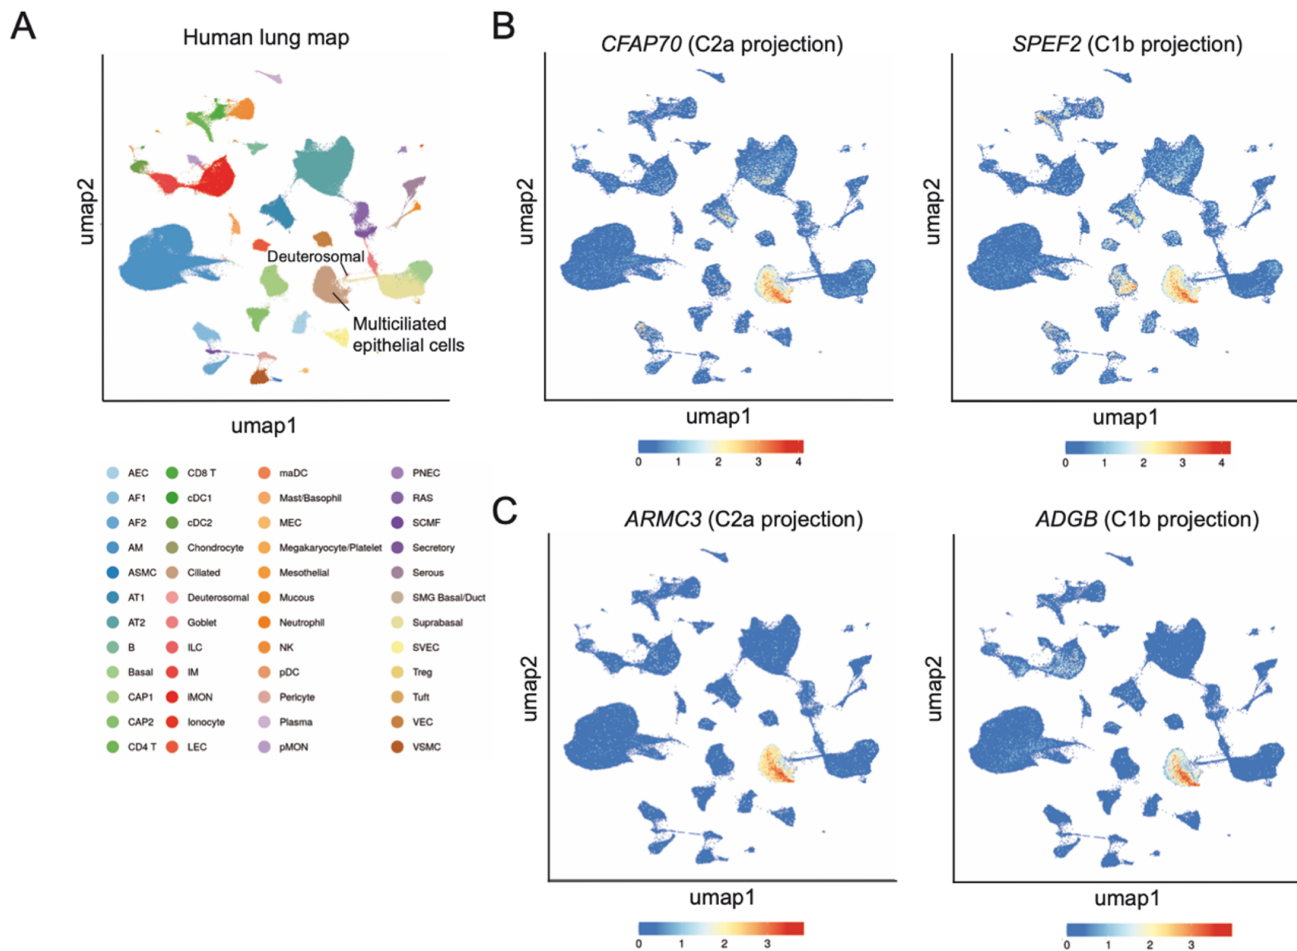 A
Human lung map
umap2
Deuterosomal
Multiciliated
epithelial cells
umap1
AEC
AF1
AF2
AM
ASMC
AT1
AT2
B
Basal
CAP1
CAP2
CD4 T
CD8 T
cDC1
cDC2
Chondrocyte
Ciliated
Deuterosomal
Goblet
ILC
IM
iMON
Ionocyte
LEC
maDC
Mast/Basophil
MEC
Megakaryocyte/Platelet
Mesothelial
Mucous
Neutrophil
NK
pDC
Pericyte
Plasma
pMON
PNEC
RAS
SCMF
Secretory
Serous
SMG Basal/Duct
Suprabasal
SVEC
Treg
Tuft
VEC
VSMC
B
CFAP70 (C2a projection)
umap2
umap1
0 1 2 3 4
SPEF2 (C1b projection)
umap2
umap1
0 1 2 3 4
C
ARMC3 (C2a projection)
umap2
umap1
0 1 2 3
ADGB (C1b projection)
umap2
umap1
0 1 2 3